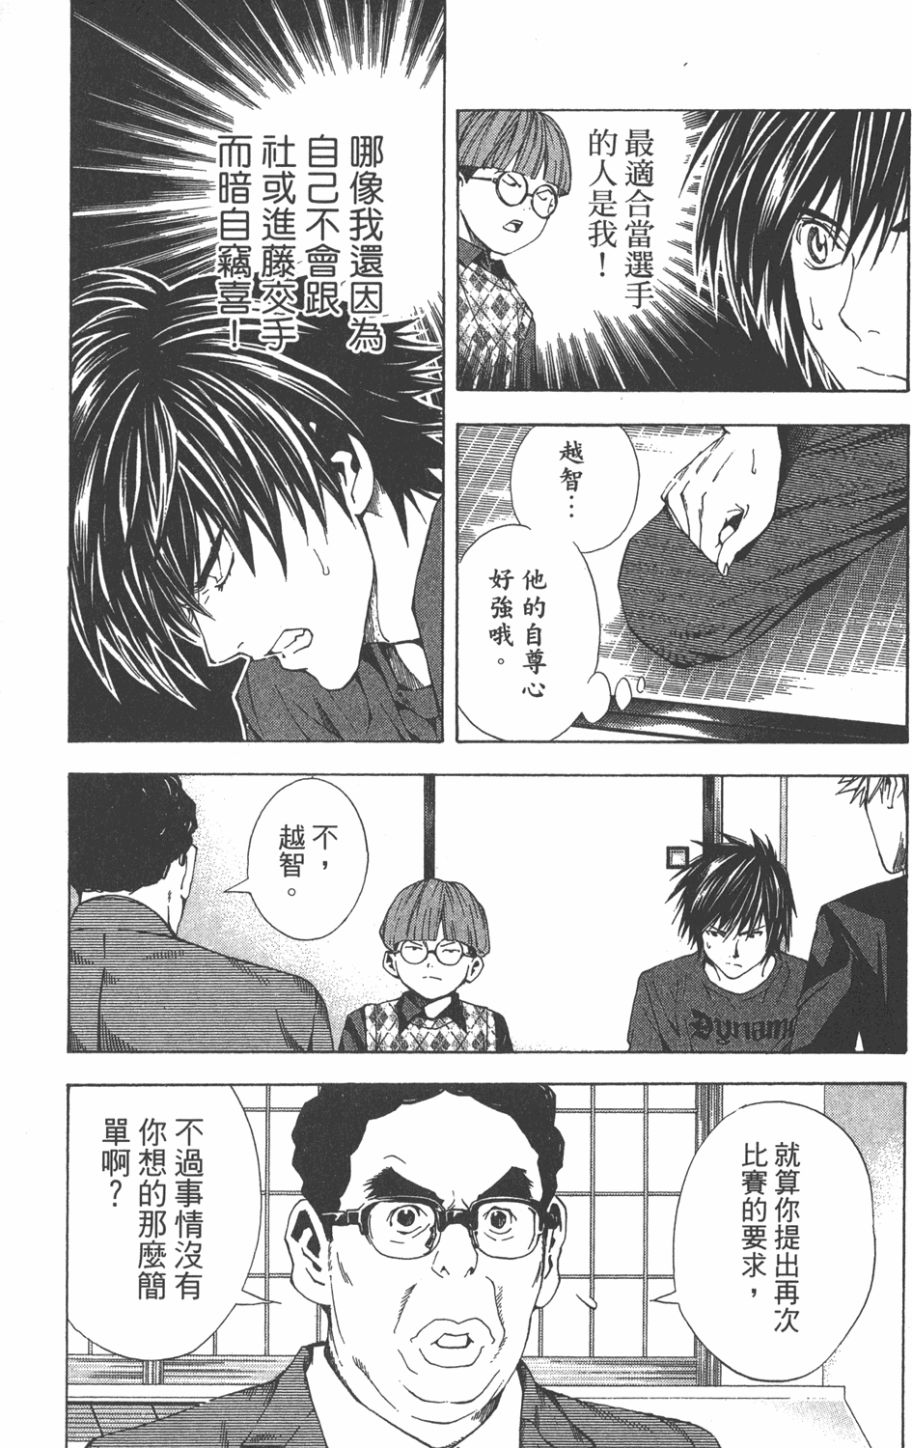 最適合當選手
的人是我！
越智…
他的自尊心
好強哦。
哪像我還因為
自己不會跟
社或進藤交手
而暗自竊喜！
不，
越智。
Dynam
就算你提出再次
比賽的要求，
不過事情沒有
你想的那麼簡
單啊？